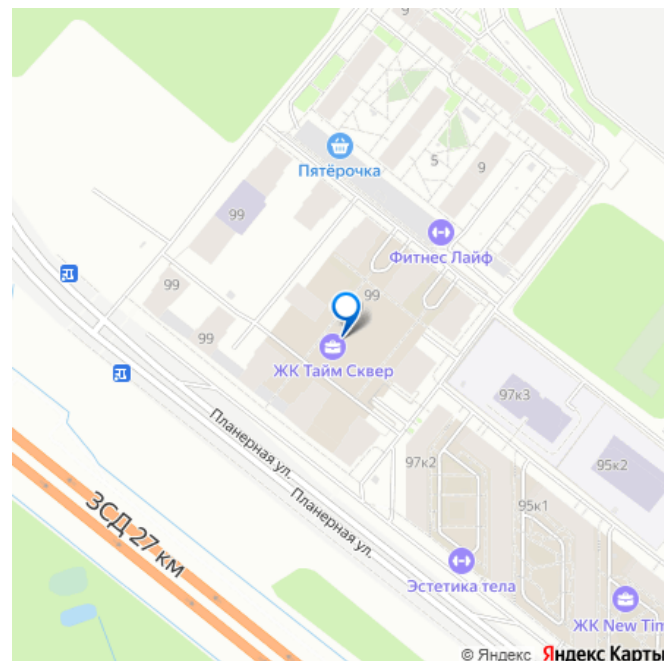 9
Пятёрочка
5
9
99
Фитнес Лайф
99
99
99
ЖК Тайм Сквер
97к3
Планерная ул.
97к2
95к2
ЗСД 27 км
Планерная ул.
95к1
Эстетика тела
ЖК New Tim
© Яндекс Яндекс Карты